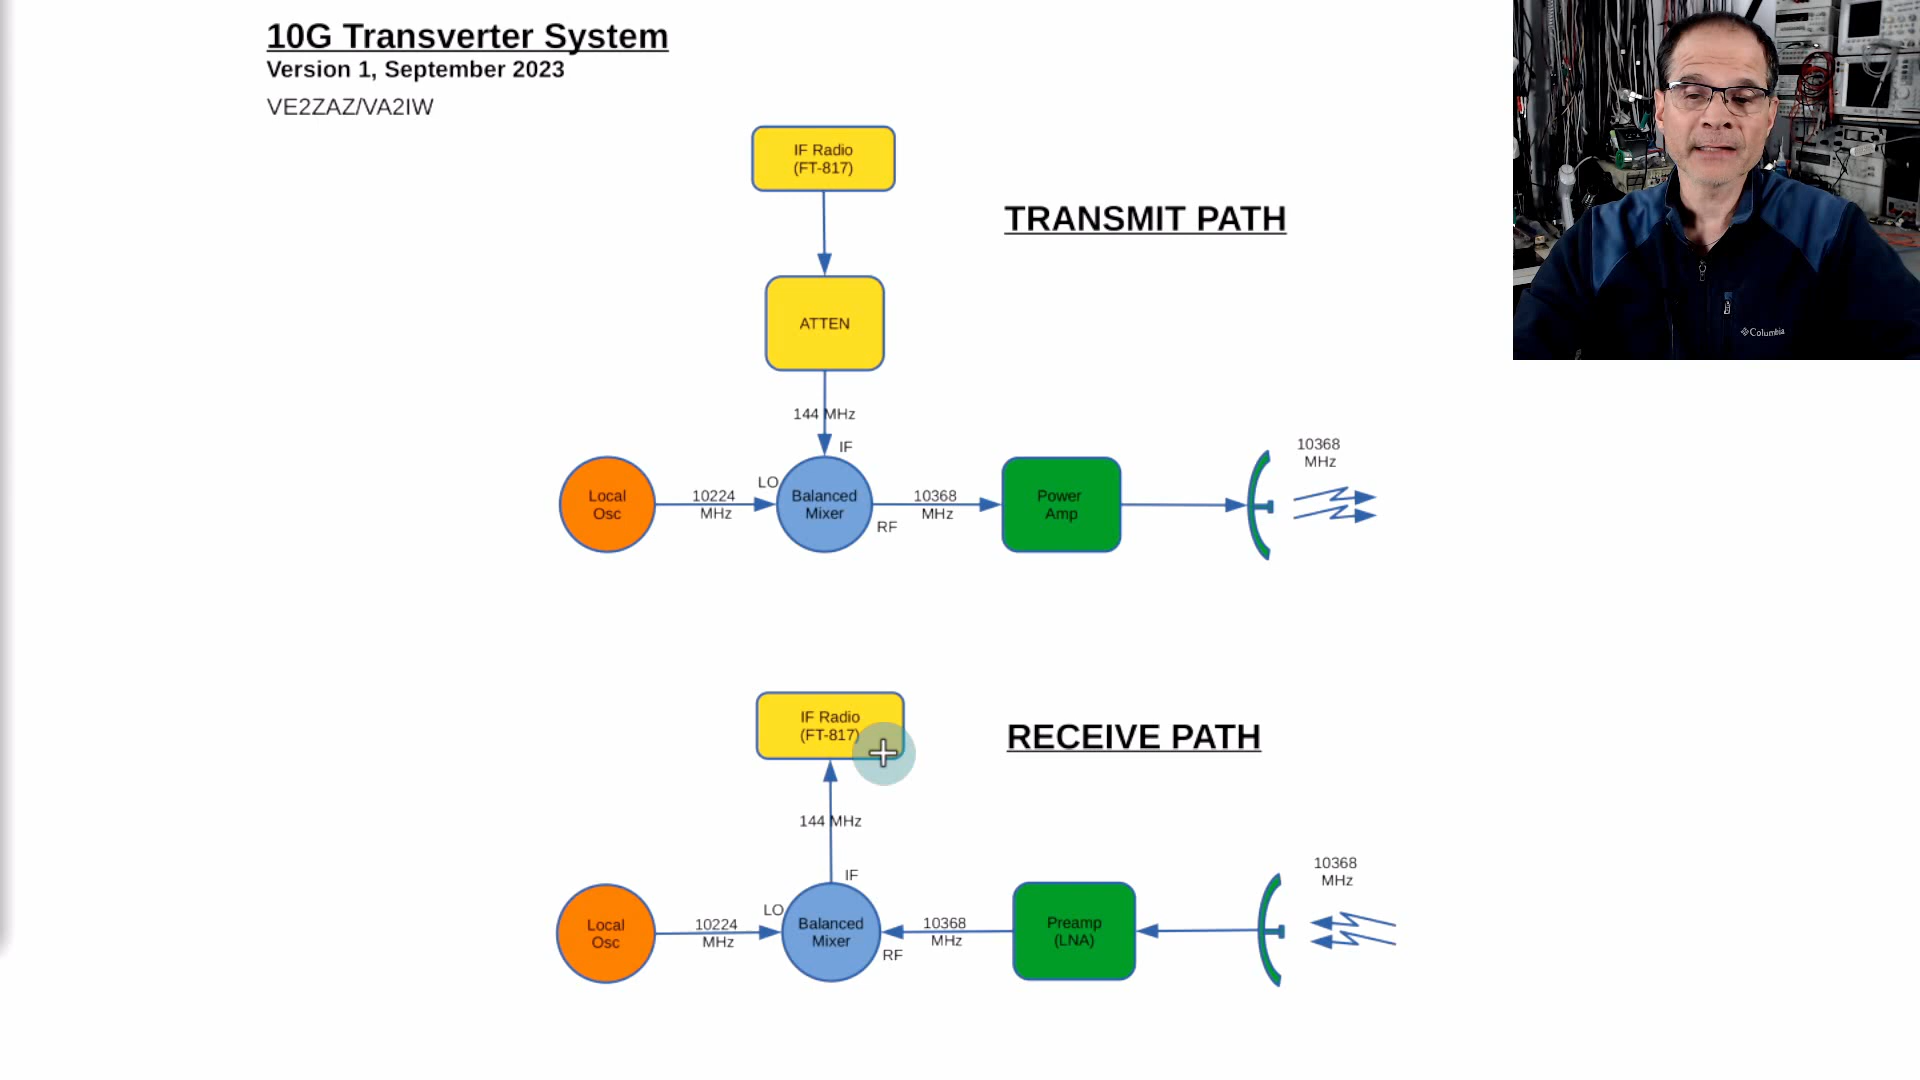 10G Transverter System
Version 1, September 2023
VE2ZAZ/VA2IW
IF Radio
(FT-817)
TRANSMIT PATH
ATTEN
144 MHz
IF
10368
MHz
LO
Local
Osc
10224
MHz
Balanced
Mixer
10368
MHz
RF
Power
Amp
IF Radio
(FT-817)
RECEIVE PATH
144 MHz
IF
10368
MHz
LO
Local
Osc
10224
MHz
Balanced
Mixer
10368
MHz
RF
Preamp
(LNA)
Columbia